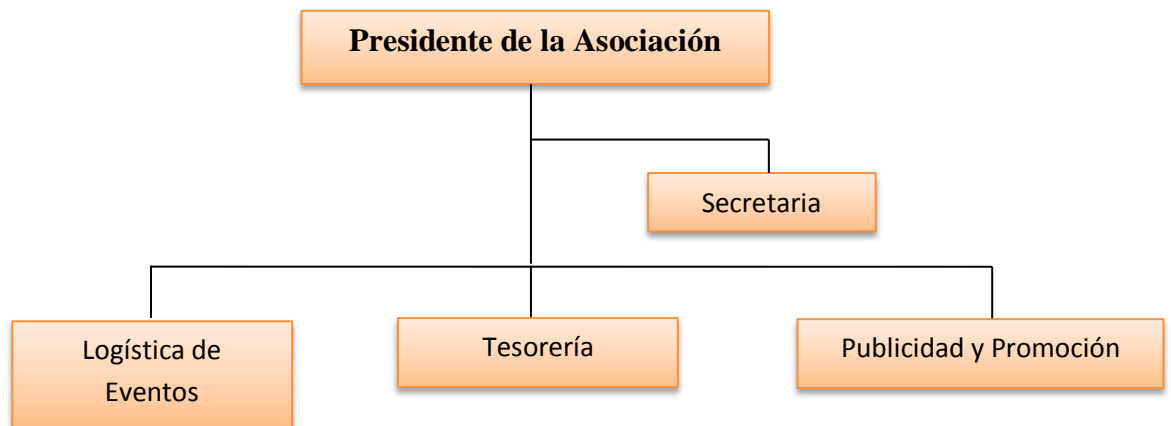 Presidente de la Asociación
Secretaria
Logística de
Eventos
Tesorería
Publicidad y Promoción